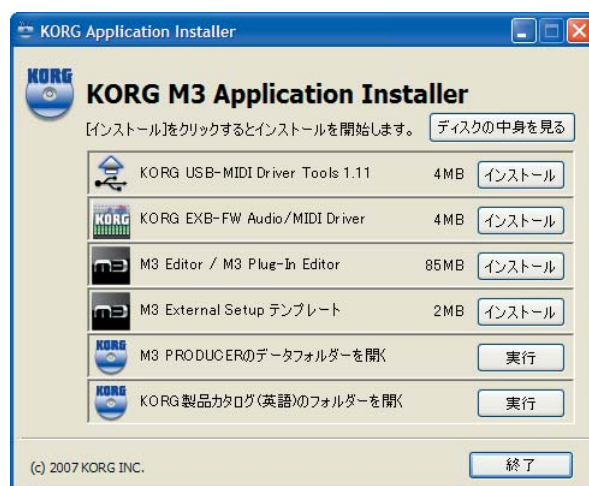 KORG Application Installer
KORG
KORG M3 Application Installer
[インストール]をクリックするとインストールを開始します。 ディスクの中身を見る
KORG USB-MIDI Driver Tools 1.11 4MB インストール
KORG KORG EXB-FW Audio/MIDI Driver 4MB インストール
m3 M3 Editor / M3 Plug-In Editor 85MB インストール
m3 M3 External Setup テンプレート 2MB インストール
KORG M3 PRODUCERのデータフォルダーを開く 実行
KORG KORG製品カタログ(英語)のフォルダーを開く 実行
(c) 2007 KORG INC. 終了